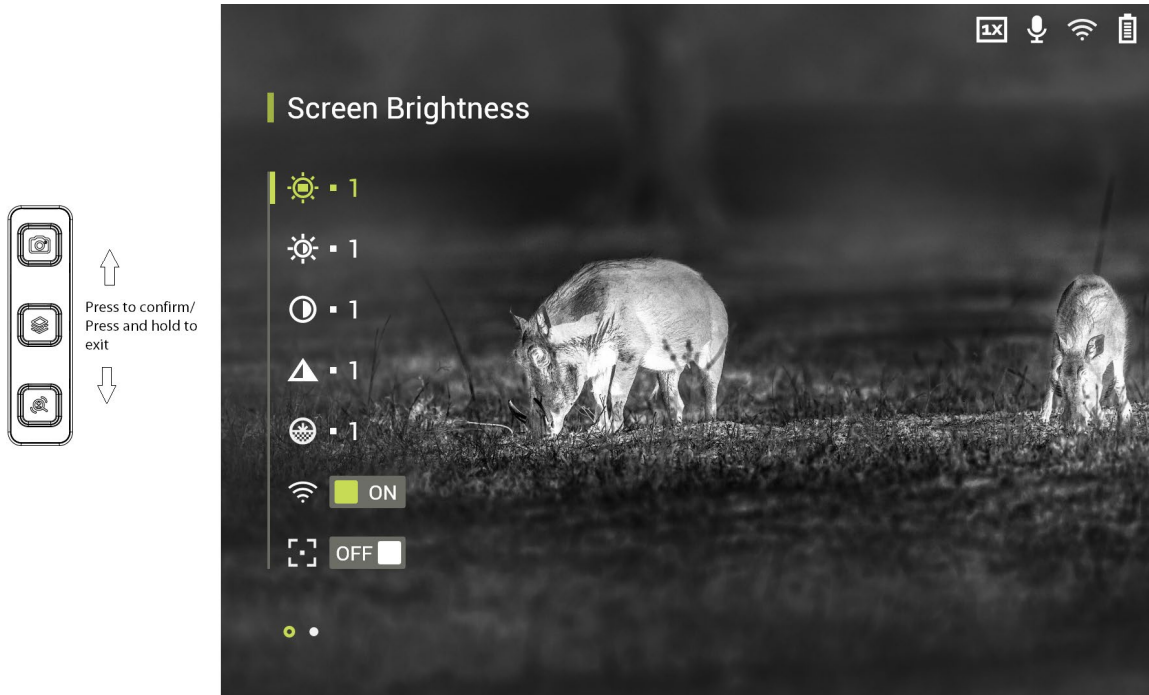 1X
Screen Brightness
1
1
1
1
1
ON
OFF
Press to confirm/
Press and hold to
exit